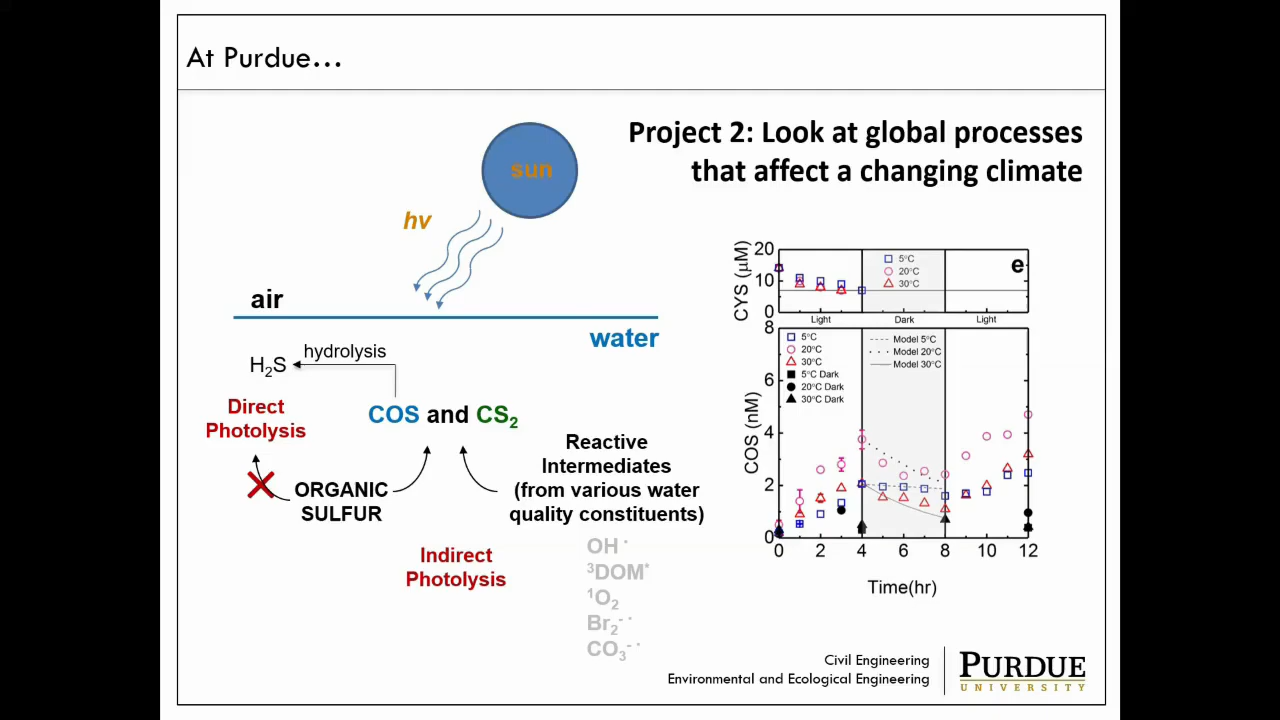 At Purdue…
Project 2: Look at global processes
that affect a changing climate
sun
hv
air
water
H2S
hydrolysis
Direct
Photolysis
COS and CS2
ORGANIC
SULFUR
Reactive
Intermediates
(from various water
quality constituents)
Indirect
Photolysis
OH ·
³DOM*
¹O2
Br2⁻·
CO3⁻·
CYS (μM)
20
10
0
5°C
20°C
30°C
e
Light
Dark
Light
COS (nM)
8
6
4
2
0
5°C
20°C
30°C
5°C Dark
20°C Dark
30°C Dark
Model 5°C
Model 20°C
Model 30°C
0 2 4 6 8 10 12
Time(hr)
Civil Engineering
Environmental and Ecological Engineering
PURDUE
UNIVERSITY